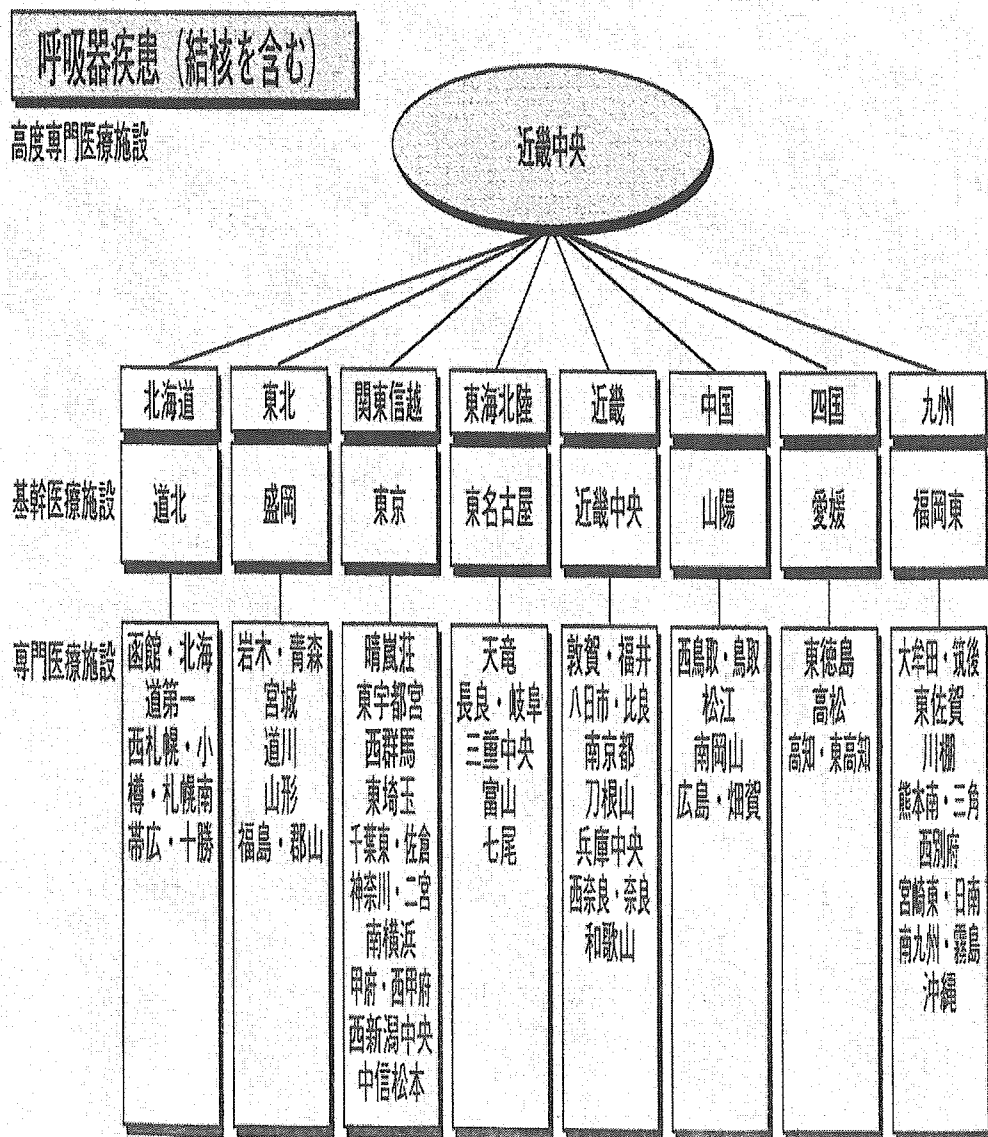 呼吸器疾患（結核を含む）
高度専門医療施設
近畿中央
北海道
東北
関東信越
東海北陸
近畿
中国
四国
九州
基幹医療施設
道北
盛岡
東京
東名古屋
近畿中央
山陽
愛媛
福岡東
専門医療施設
函館・北海
道第一
西札幌・小
樽・札幌南
帯広・十勝
岩木・青森
宮城
道川
山形
福島・郡山
晴嵐荘
東宇都宮
西群馬
東埼玉
千葉東・佐倉
神奈川・二宮
南横浜
甲府・西甲府
西新潟中央
中信松本
天竜
長良・岐阜
三重中央
富山
七尾
敦賀・福井
八日市・比良
南京都
刀根山
兵庫中央
西奈良・奈良
和歌山
西鳥取・鳥取
松江
南岡山
広島・畑賀
東徳島
高松
高知・東高知
大牟田・筑後
東佐賀
川棚
熊本南・三角
西別府
宮崎東・日南
南九州・霧島
沖縄